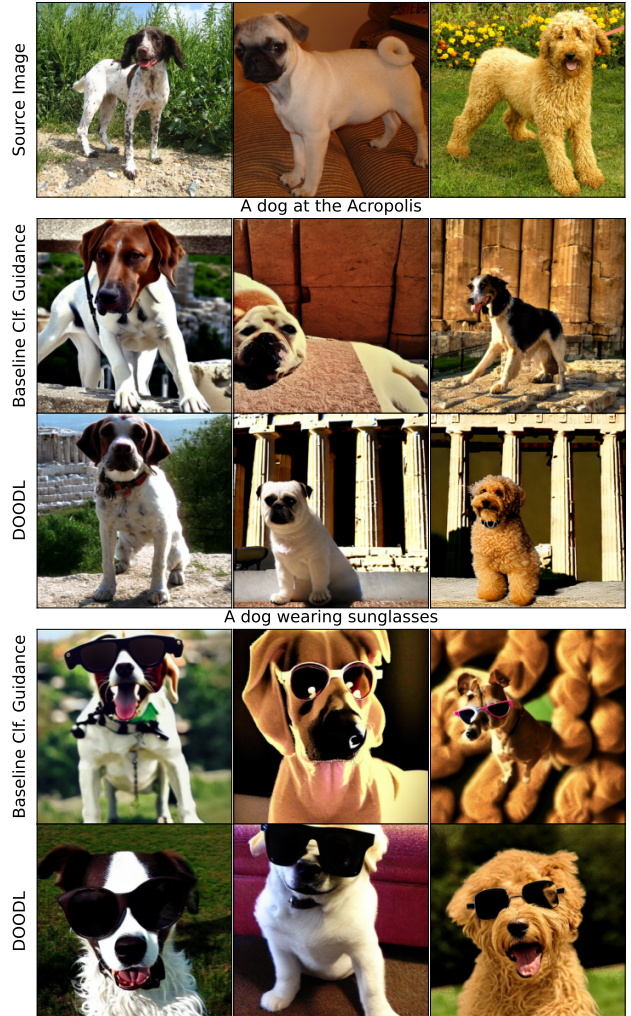 Source Image
A dog at the Acropolis
Baseline Clf. Guidance
DOODL
A dog wearing sunglasses
Baseline Clf. Guidance
DOODL